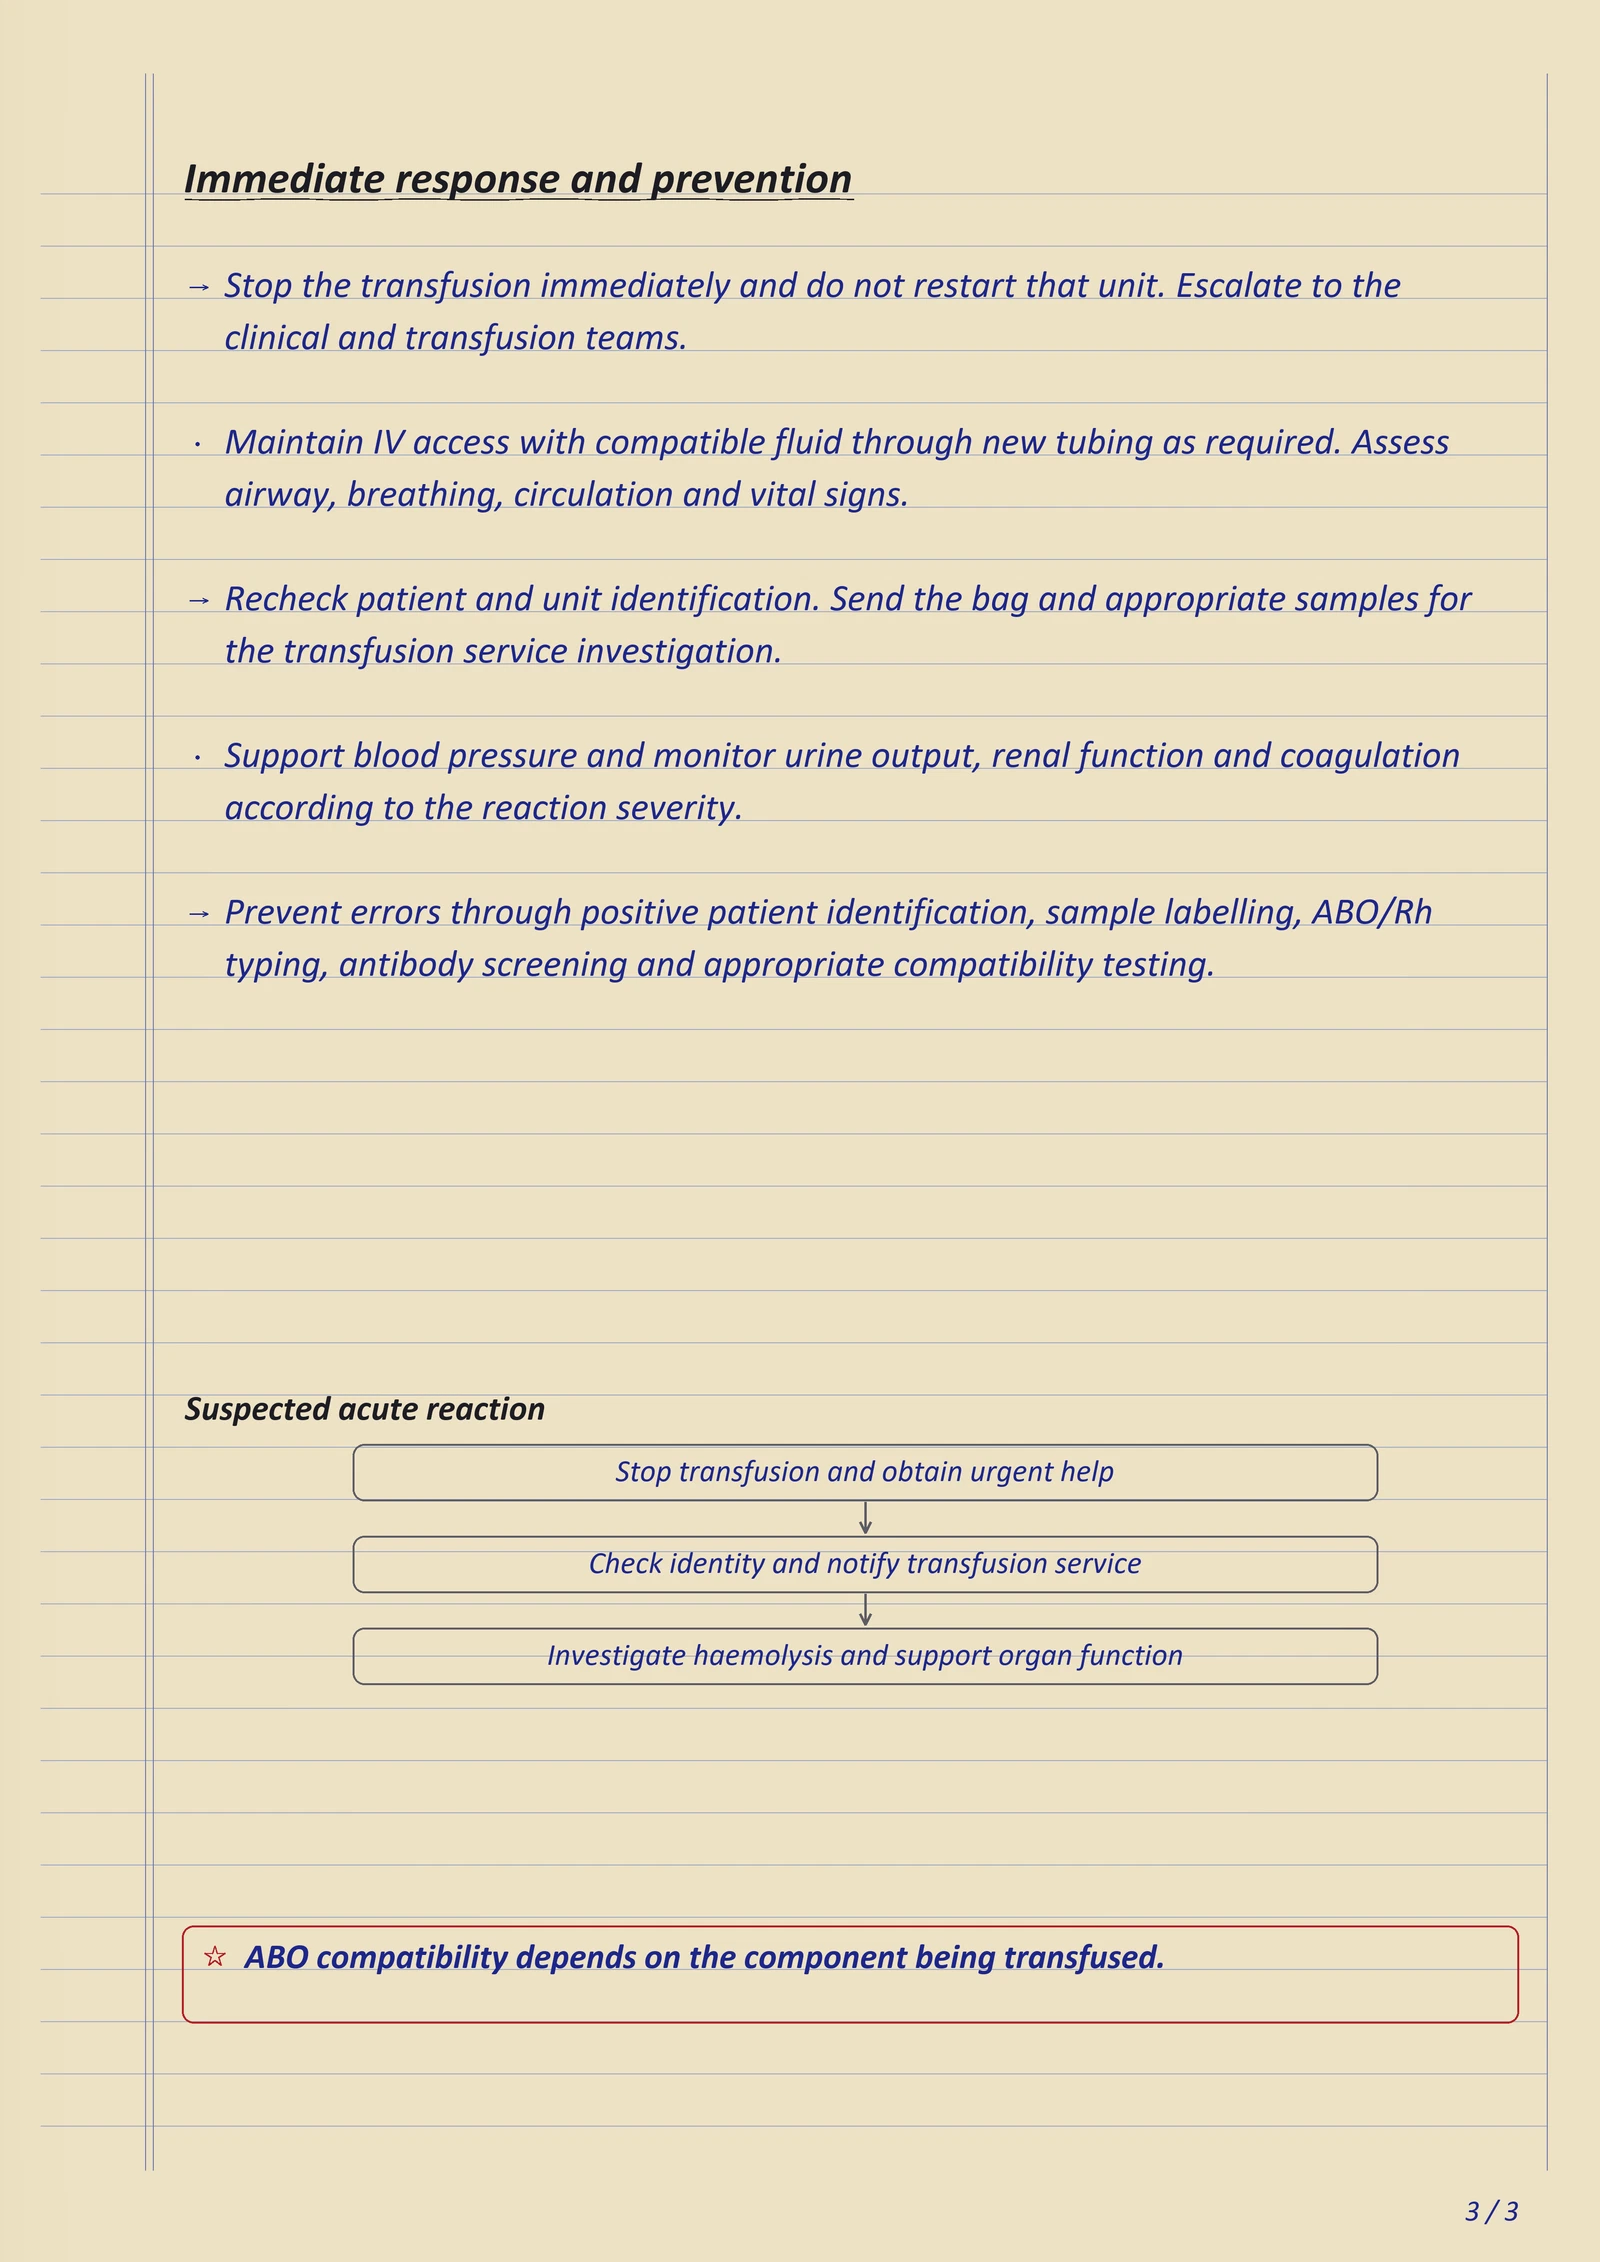 Immediate response and prevention
→ Stop the transfusion immediately and do not restart that unit. Escalate to the
clinical and transfusion teams.
· Maintain IV access with compatible fluid through new tubing as required. Assess
airway, breathing, circulation and vital signs.
→ Recheck patient and unit identification. Send the bag and appropriate samples for
the transfusion service investigation.
· Support blood pressure and monitor urine output, renal function and coagulation
according to the reaction severity.
→ Prevent errors through positive patient identification, sample labelling, ABO/Rh
typing, antibody screening and appropriate compatibility testing.
Suspected acute reaction
Stop transfusion and obtain urgent help
Check identity and notify transfusion service
Investigate haemolysis and support organ function
☆ ABO compatibility depends on the component being transfused.
3 / 3